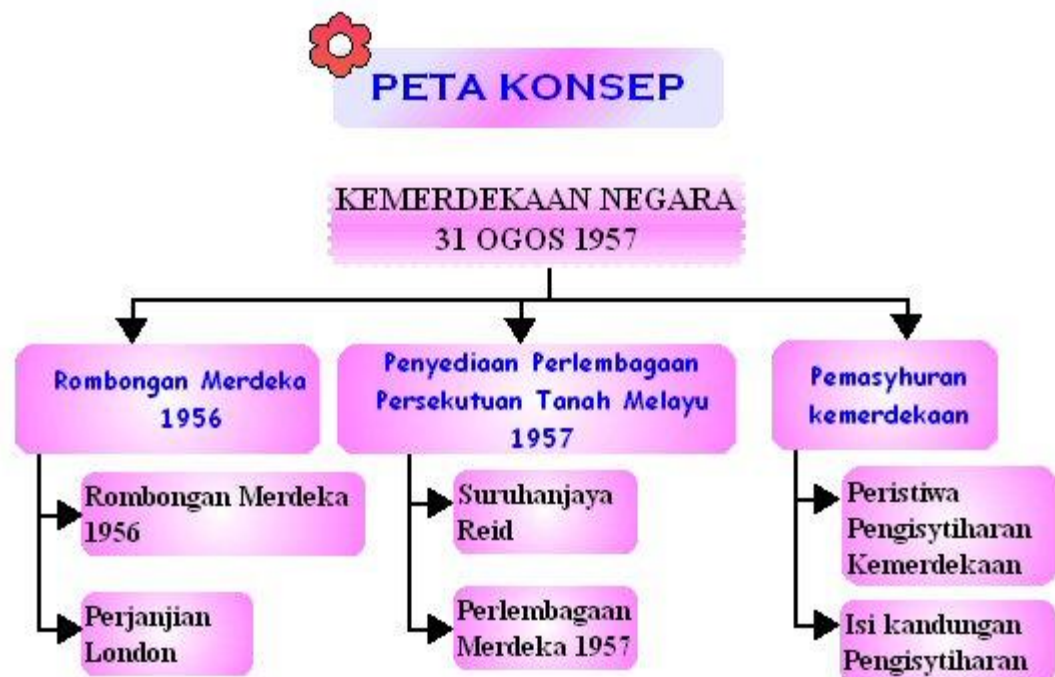 PETA KONSEP
KEMERDEKAAN NEGARA
31 OGOS 1957
Rombongan Merdeka
1956
Rombongan Merdeka
1956
Perjanjian
London
Penyediaan Perlembagaan
Persekutuan Tanah Melayu
1957
Suruhanjaya
Reid
Perlembagaan
Merdeka 1957
Pemasyhuran
kemerdekaan
Peristiwa
Pengisytiharan
Kemerdekaan
Isi kandungan
Pengisytiharan